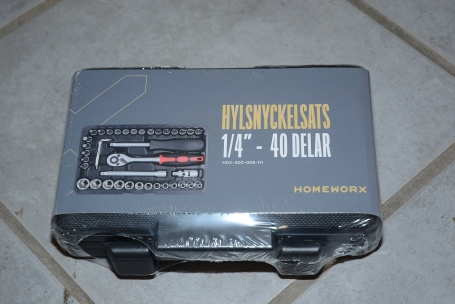 HYLSNYCKELSATS
1/4" - 40 DELAR
HOMEWORX